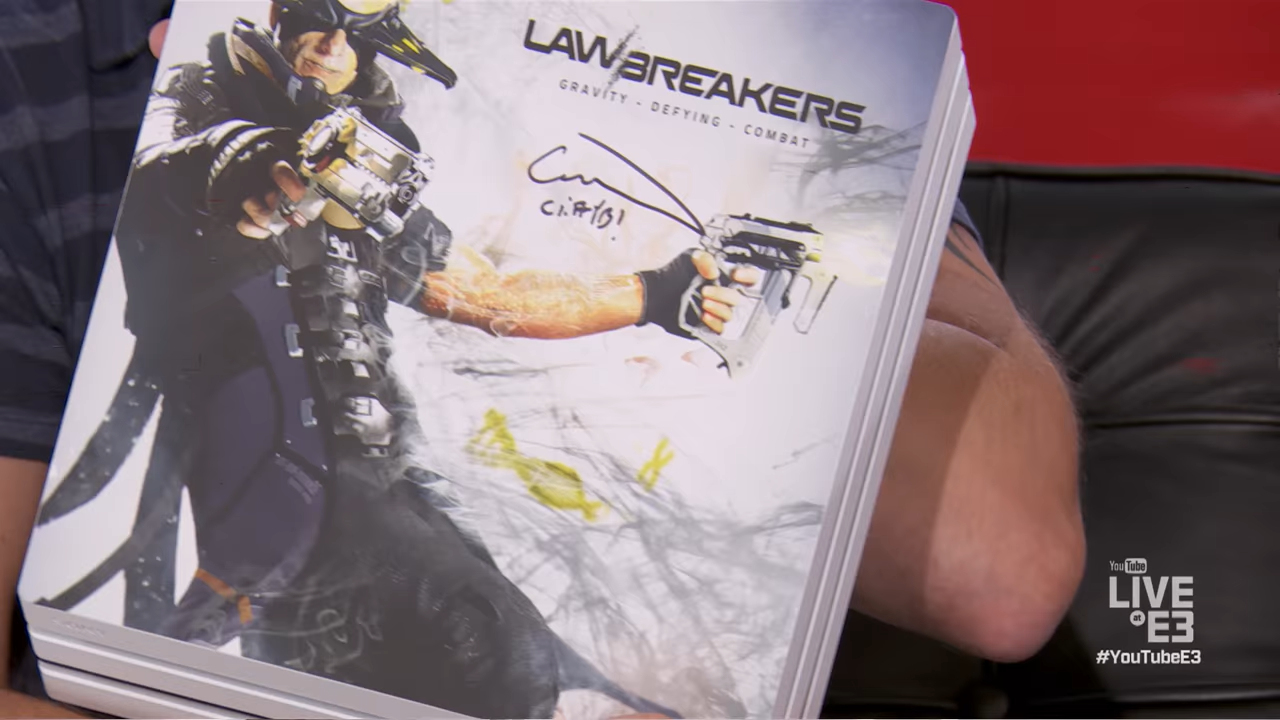 LAWBREAKERS
GRAVITY - DEFYING - COMBAT
YouTube
LIVE
at
E3
#YouTubeE3